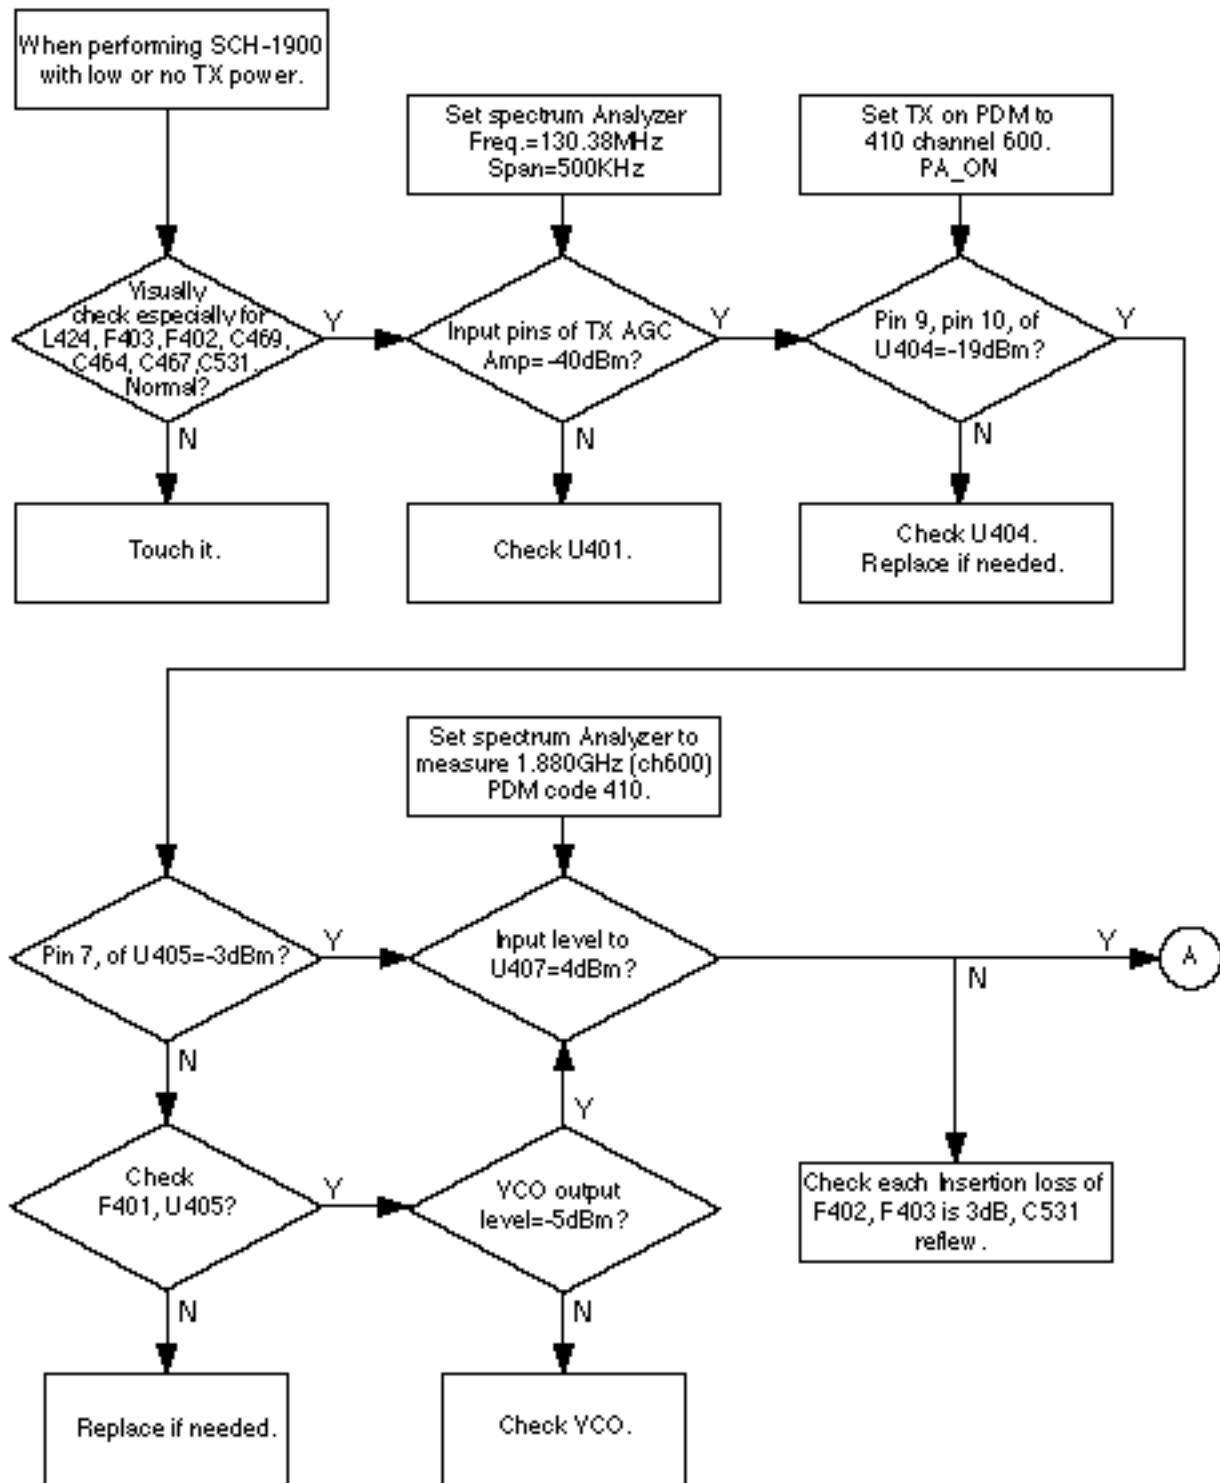 When performing SCH-1900
with low or no TX power.
Set spectrum Analyzer
Freq.=130.38MHz
Span=500KHz
Set TX on PDM to
410 channel 600.
PA_ON
Visually
check especially for
L424, F403, F402, C469,
C464, C467,C531.
Normal?
Y
N
Touch it.
Input pins of TX AGC
Amp=-40dBm?
Y
N
Check U401.
Pin 9, pin 10, of
U404=-19dBm?
Y
N
Check U404.
Replace if needed.
Set spectrum Analyzer to
measure 1.880GHz (ch600)
PDM code 410.
Pin 7, of U405=-3dBm?
Y
N
Input level to
U407=4dBm?
Y
A
N
Check
F401, U405?
Y
N
YCO output
level=-5dBm?
Y
N
Check each Insertion loss of
F402, F403 is 3dB, C531
reflew.
Replace if needed.
Check YCO.